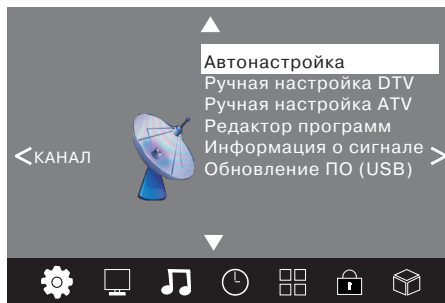 Автонастройка
Ручная настройка DTV
Ручная настройка ATV
Редактор программ
Информация о сигнале
Обновление ПО (USB)
КАНАЛ